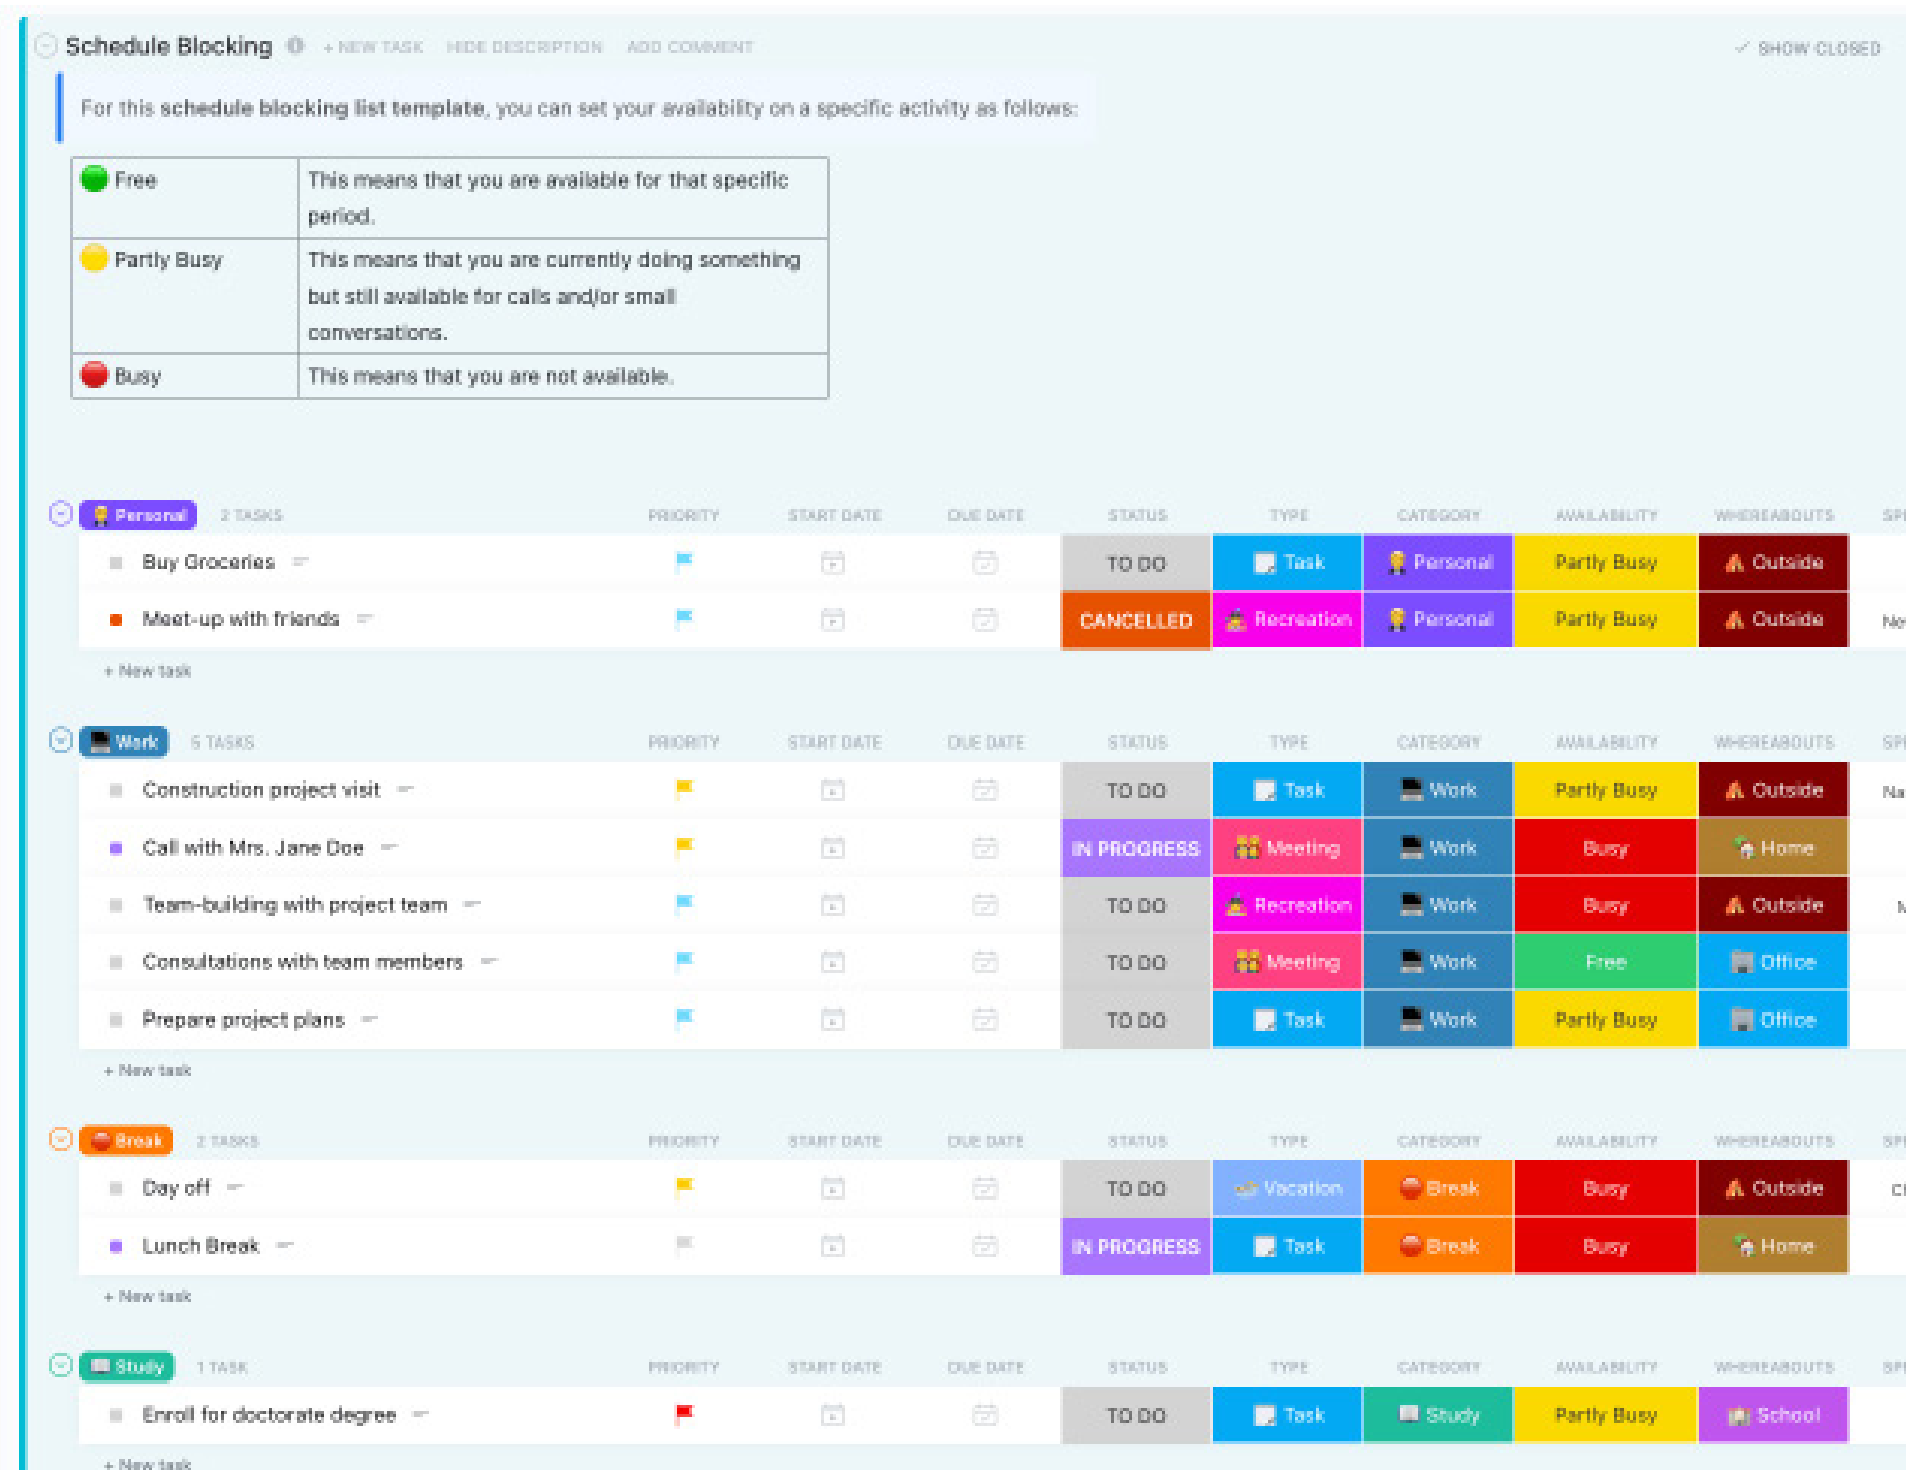 Schedule Blocking + NEW TASK HIDE DESCRIPTION ADD COMMENT SHOW CLOSED
For this schedule blocking list template, you can set your availability on a specific activity as follows:
Free This means that you are available for that specific
period.
Partly Busy This means that you are currently doing something
but still available for calls and/or small
conversations.
Busy This means that you are not available.
Personal 2 TASKS PRIORITY START DATE DUE DATE STATUS TYPE CATEGORY AVAILABILITY WHEREABOUTS
Buy Groceries TO DO Task Personal Partly Busy Outside
Meet-up with friends CANCELLED Recreation Personal Partly Busy Outside
+ New task
Work 5 TASKS PRIORITY START DATE DUE DATE STATUS TYPE CATEGORY AVAILABILITY WHEREABOUTS
Construction project visit TO DO Task Work Partly Busy Outside
Call with Mrs. Jane Doe IN PROGRESS Meeting Work Busy Home
Team-building with project team TO DO Recreation Work Busy Outside
Consultations with team members TO DO Meeting Work Free Office
Prepare project plans TO DO Task Work Partly Busy Office
+ New task
Break 2 TASKS PRIORITY START DATE DUE DATE STATUS TYPE CATEGORY AVAILABILITY WHEREABOUTS
Day off TO DO Vacation Break Busy Outside
Lunch Break IN PROGRESS Task Break Busy Home
+ New task
Study 1 TASK PRIORITY START DATE DUE DATE STATUS TYPE CATEGORY AVAILABILITY WHEREABOUTS
Enroll for doctorate degree TO DO Task Study Partly Busy School
+ New task